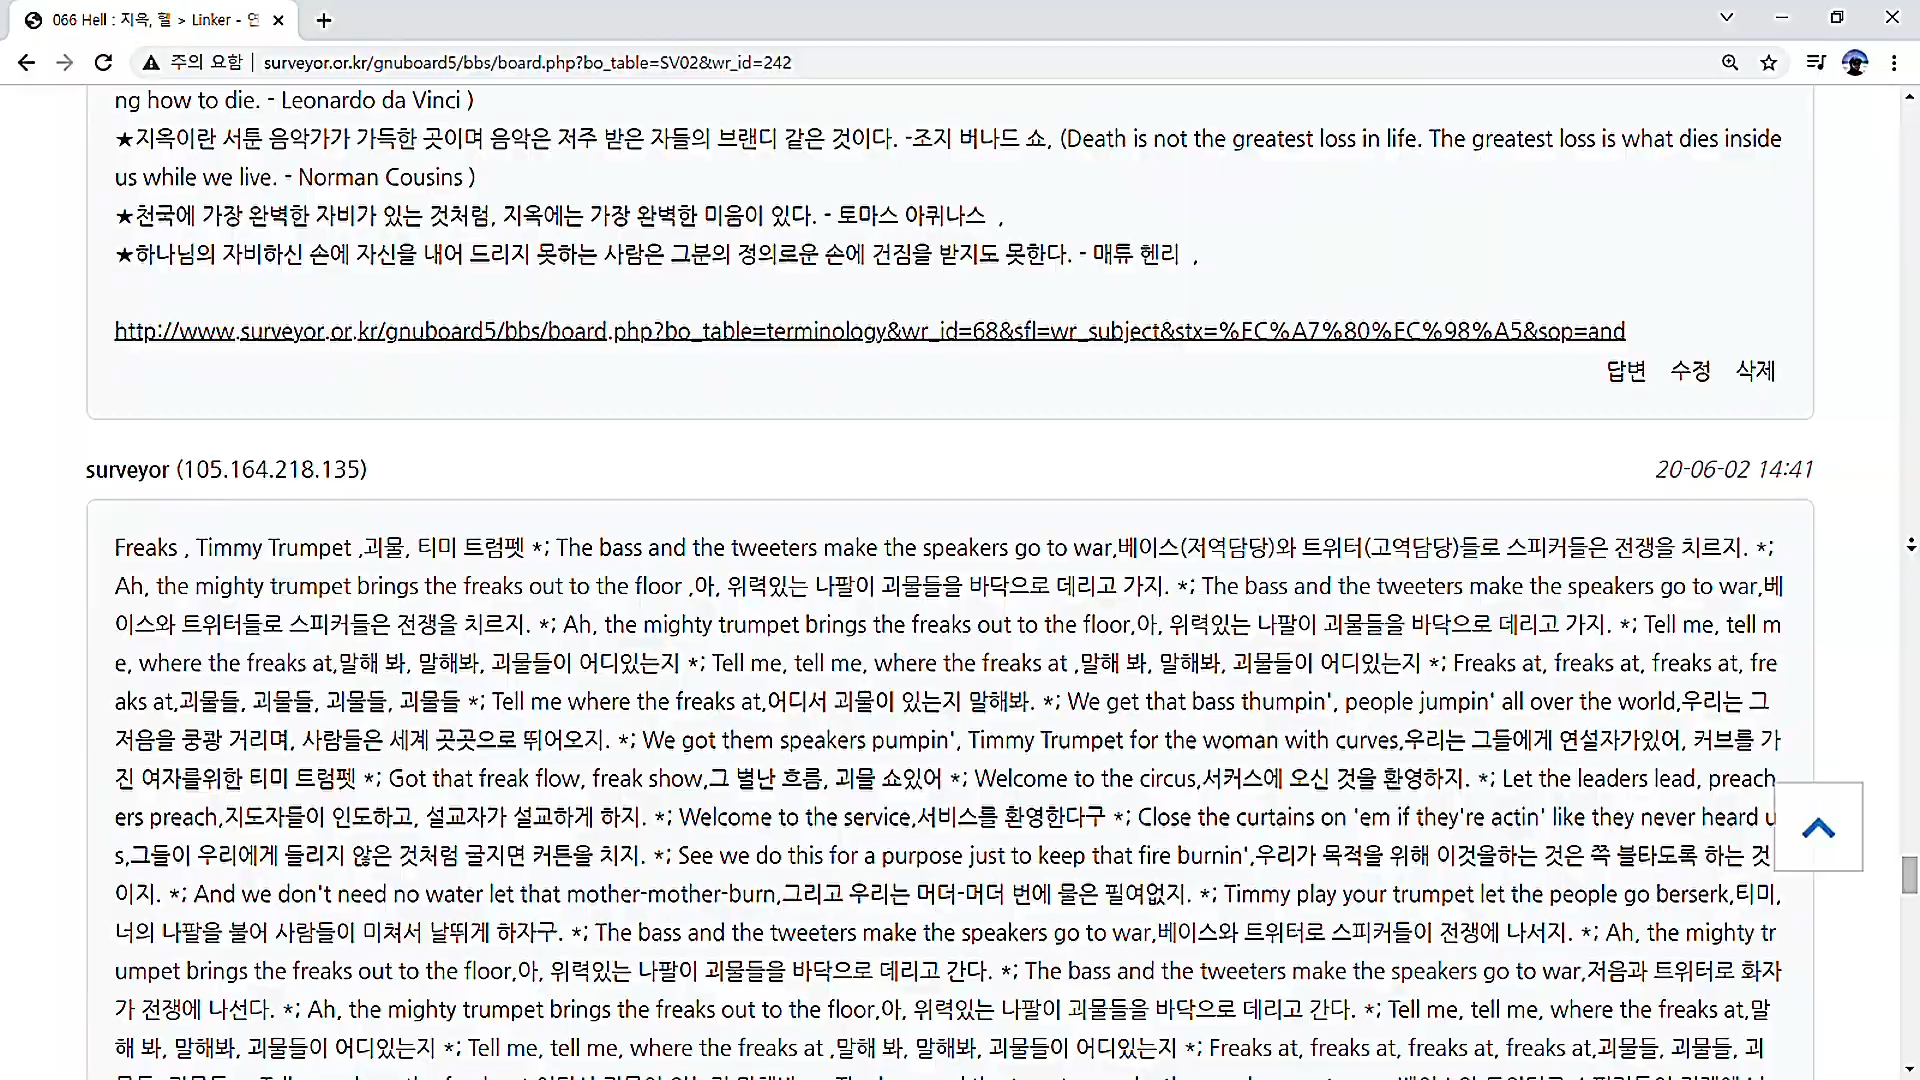 066 Hell : 지옥, 헬 > Linker - 연
주의 요함
surveyor.or.kr/gnuboard5/bbs/board.php?bo_table=SV02&wr_id=242
ng how to die. - Leonardo da Vinci )
★지옥이란 서툰 음악가가 가득한 곳이며 음악은 저주 받은 자들의 브랜디 같은 것이다. -조지 버나드 쇼, (Death is not the greatest loss in life. The greatest loss is what dies inside
us while we live. - Norman Cousins )
★천국에 가장 완벽한 자비가 있는 것처럼, 지옥에는 가장 완벽한 미음이 있다. - 토마스 아퀴나스 ,
★하나님의 자비하신 손에 자신을 내어 드리지 못하는 사람은 그분의 정의로운 손에 건짐을 받지도 못한다. - 매튜 헨리 ,
http://www.surveyor.or.kr/gnuboard5/bbs/board.php?bo_table=terminology&wr_id=68&sfl=wr_subject&stx=%EC%A7%80%EC%98%A5&sop=and
답변 수정 삭제
surveyor (105.164.218.135)
20-06-02 14:41
Freaks , Timmy Trumpet ,괴물, 티미 트럼펫 *; The bass and the tweeters make the speakers go to war,베이스(저역담당)와 트위터(고역담당)들로 스피커들은 전쟁을 치르지. *;
Ah, the mighty trumpet brings the freaks out to the floor ,아, 위력있는 나팔이 괴물들을 바닥으로 데리고 가지. *; The bass and the tweeters make the speakers go to war,베
이스와 트위터들로 스피커들은 전쟁을 치르지. *; Ah, the mighty trumpet brings the freaks out to the floor,아, 위력있는 나팔이 괴물들을 바닥으로 데리고 가지. *; Tell me, tell m
e, where the freaks at,말해 봐, 말해봐, 괴물들이 어디있는지 *; Tell me, tell me, where the freaks at ,말해 봐, 말해봐, 괴물들이 어디있는지 *; Freaks at, freaks at, freaks at, fre
aks at,괴물들, 괴물들, 괴물들, 괴물들 *; Tell me where the freaks at,어디서 괴물이 있는지 말해봐. *; We get that bass thumpin', people jumpin' all over the world,우리는 그
저음을 쿵쾅 거리며, 사람들은 세계 곳곳으로 뛰어오지. *; We got them speakers pumpin', Timmy Trumpet for the woman with curves,우리는 그들에게 연설자가있어, 커브를 가
진 여자를위한 티미 트럼펫 *; Got that freak flow, freak show,그 별난 흐름, 괴물 쇼있어 *; Welcome to the circus,서커스에 오신 것을 환영하지. *; Let the leaders lead, preach
ers preach,지도자들이 인도하고, 설교자가 설교하게 하지. *; Welcome to the service,서비스를 환영한다구 *; Close the curtains on 'em if they're actin' like they never heard u
s,그들이 우리에게 들리지 않은 것처럼 굴지면 커튼을 치지. *; See we do this for a purpose just to keep that fire burnin',우리가 목적을 위해 이것을하는 것은 쭉 불타도록 하는 것
이지. *; And we don't need no water let that mother-mother-burn,그리고 우리는 머더-머더 번에 물은 필여없지. *; Timmy play your trumpet let the people go berserk,티미,
너의 나팔을 불어 사람들이 미쳐서 날뛰게 하자구. *; The bass and the tweeters make the speakers go to war,베이스와 트위터로 스피커들이 전쟁에 나서지. *; Ah, the mighty tr
umpet brings the freaks out to the floor,아, 위력있는 나팔이 괴물들을 바닥으로 데리고 간다. *; The bass and the tweeters make the speakers go to war,저음과 트위터로 화자
가 전쟁에 나선다. *; Ah, the mighty trumpet brings the freaks out to the floor,아, 위력있는 나팔이 괴물들을 바닥으로 데리고 간다. *; Tell me, tell me, where the freaks at,말
해 봐, 말해봐, 괴물들이 어디있는지 *; Tell me, tell me, where the freaks at ,말해 봐, 말해봐, 괴물들이 어디있는지 *; Freaks at, freaks at, freaks at, freaks at,괴물들, 괴물들, 괴